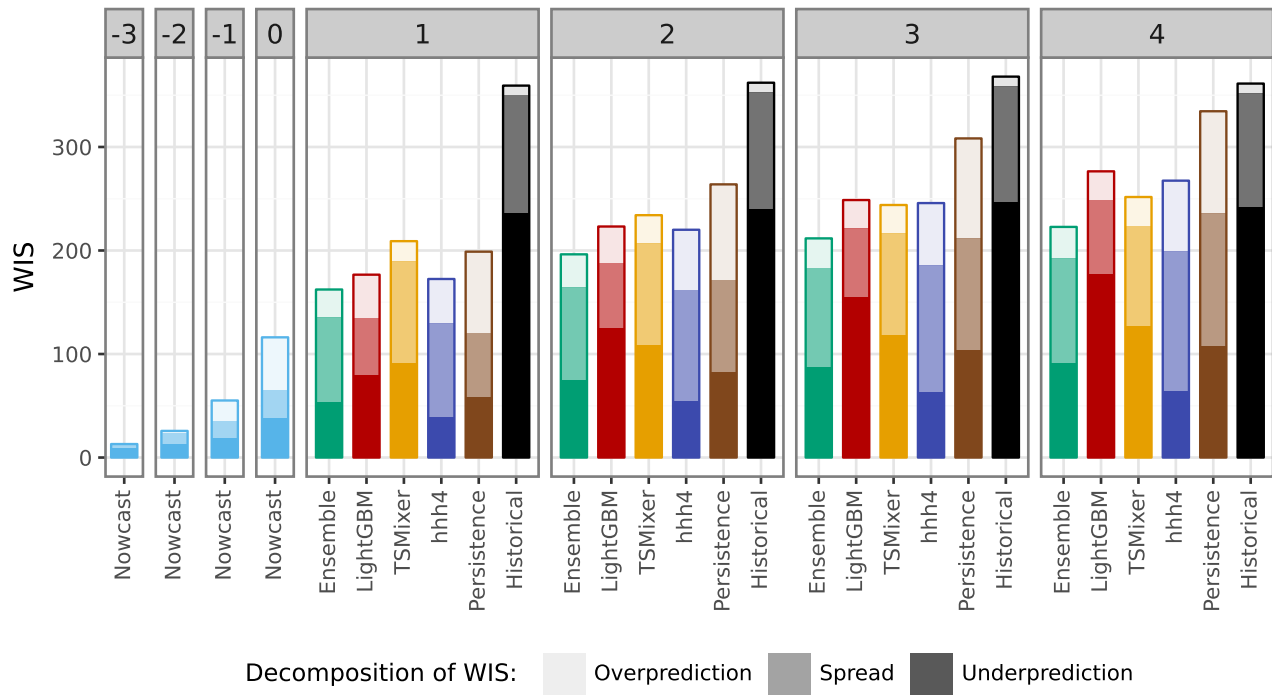 -3 -2 -1 0 1 2 3 4
WIS
300
200
100
0
Nowcast Nowcast Nowcast Nowcast Ensemble LightGBM TSMixer hhh4 Persistence Historical Ensemble LightGBM TSMixer hhh4 Persistence Historical Ensemble LightGBM TSMixer hhh4 Persistence Historical Ensemble LightGBM TSMixer hhh4 Persistence Historical
Decomposition of WIS: Overprediction Spread Underprediction